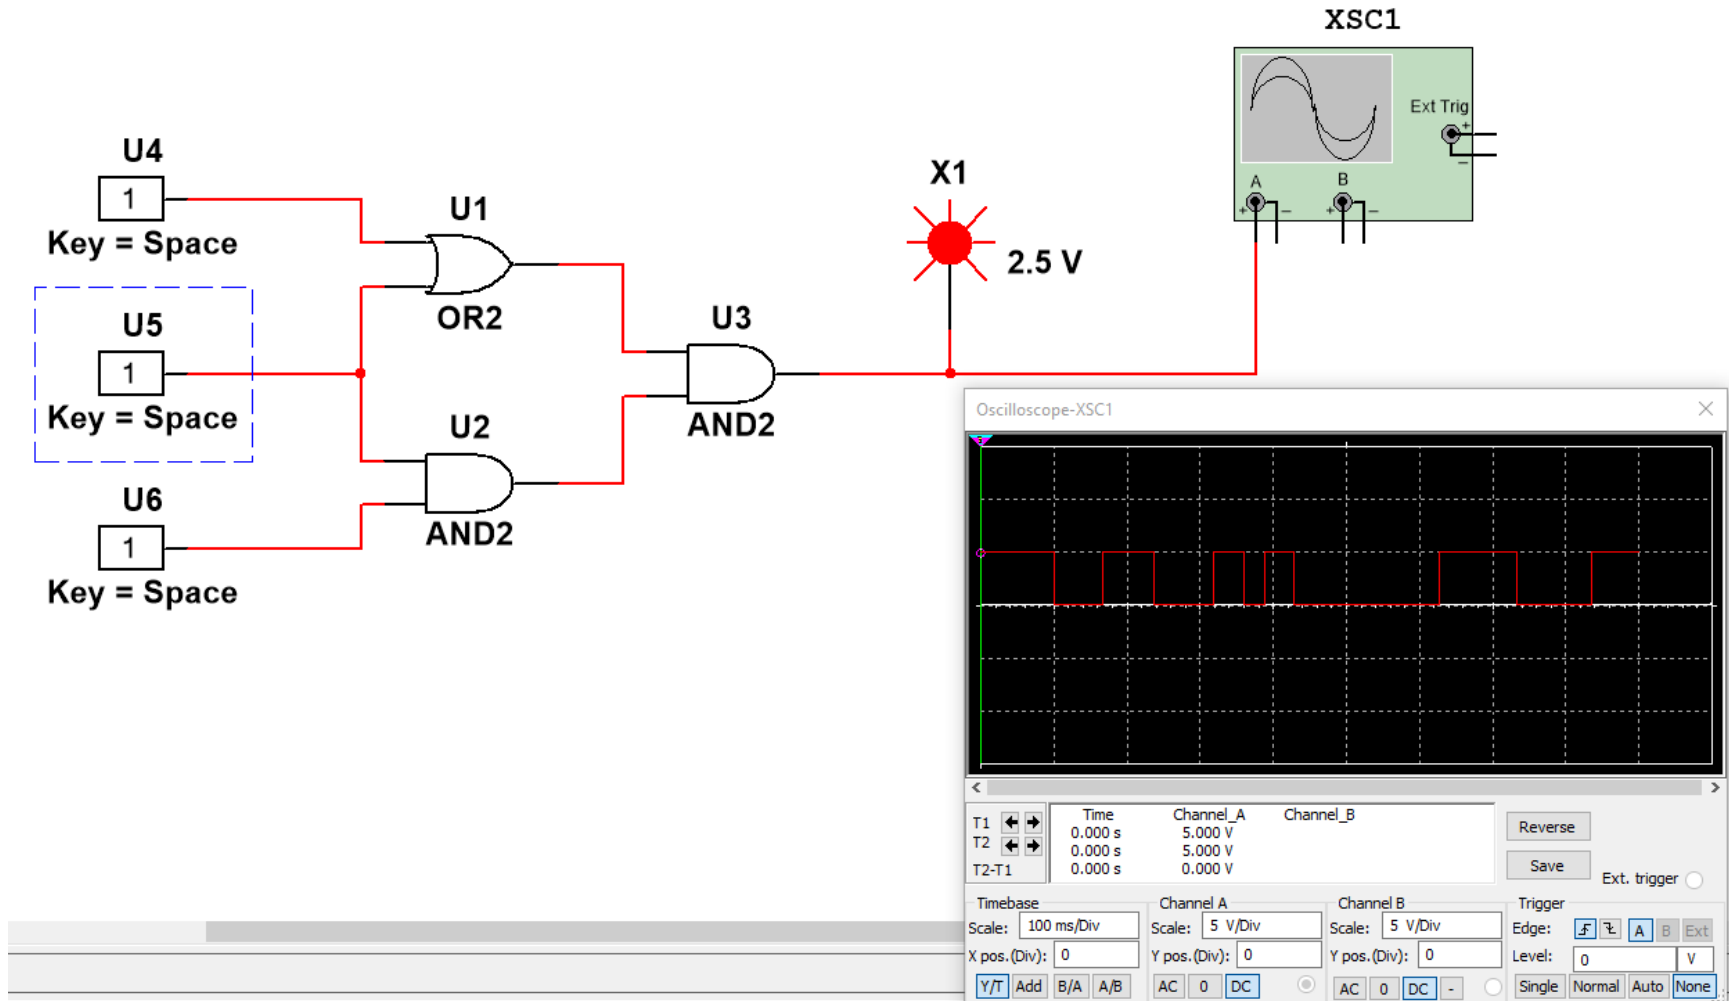 XSC1
Ext Trig
+
−
A
B
+
−
+
−
U4
1
Key = Space
U1
OR2
X1
2.5 V
U5
1
Key = Space
U3
AND2
U2
AND2
U6
1
Key = Space
Oscilloscope-XSC1
Time Channel_A Channel_B
T1 0.000 s 5.000 V
T2 0.000 s 5.000 V
T2-T1 0.000 s 0.000 V
Reverse
Save
Ext. trigger
Timebase
Scale: 100 ms/Div
X pos.(Div): 0
Y/T Add B/A A/B
Channel A
Scale: 5 V/Div
Y pos.(Div): 0
AC 0 DC
Channel B
Scale: 5 V/Div
Y pos.(Div): 0
AC 0 DC -
Trigger
Edge: A B Ext
Level: 0 V
Single Normal Auto None